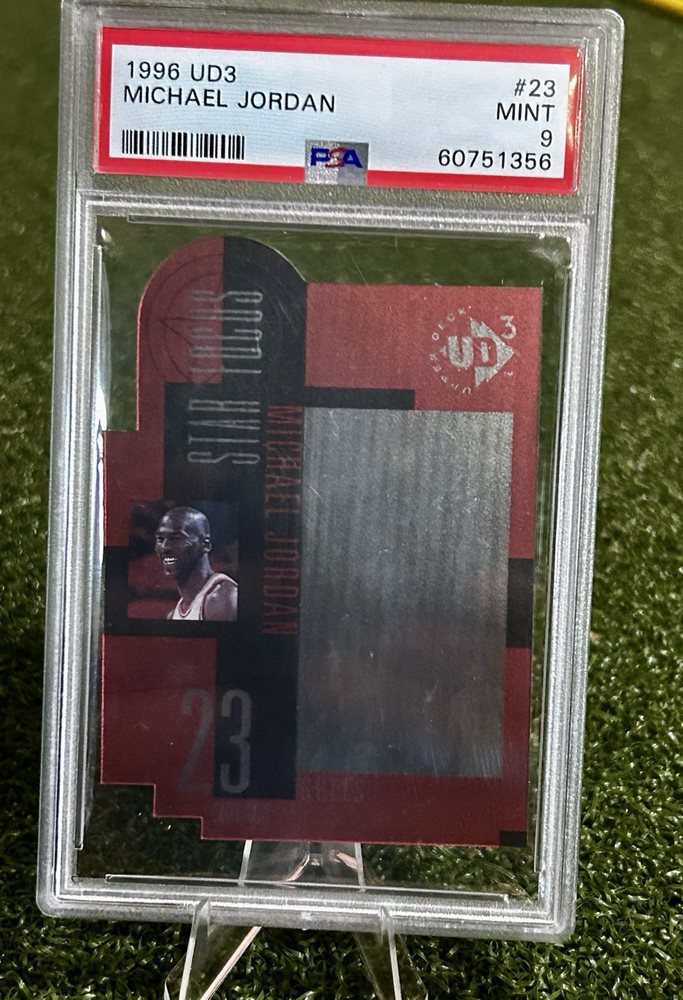 1996 UD3
#23
MICHAEL JORDAN
MINT
9
PSA
60751356
STAR FOCUS
MICHAEL JORDAN
UPPER DECK
UD3
23